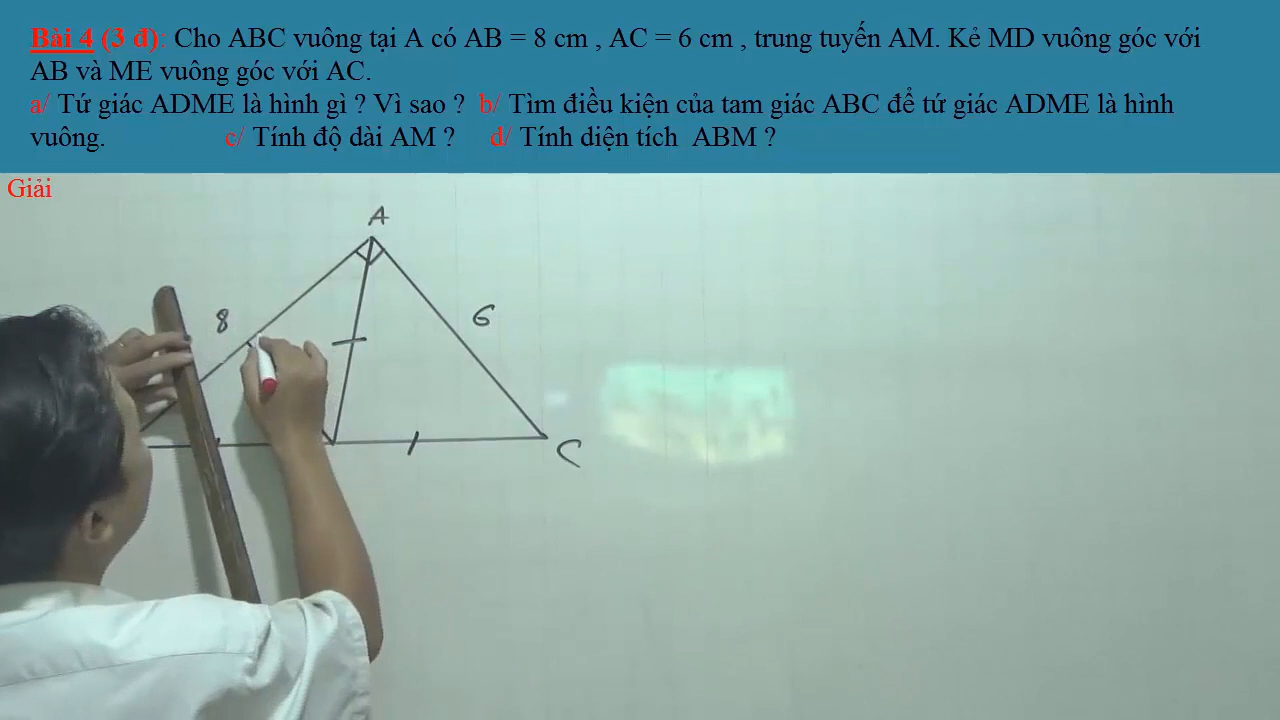 Bài 4 (3 đ): Cho ABC vuông tại A có AB = 8 cm , AC = 6 cm , trung tuyến AM. Kẻ MD vuông góc với
AB và ME vuông góc với AC.
a/ Tứ giác ADME là hình gì ? Vì sao ? b/ Tìm điều kiện của tam giác ABC để tứ giác ADME là hình
vuông. c/ Tính độ dài AM ? d/ Tính diện tích ABM ?
Giải
A
8
6
C